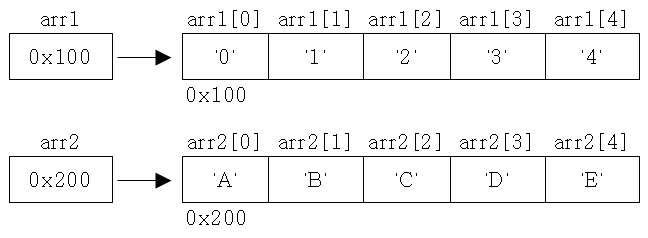 arr1 arr1[0] arr1[1] arr1[2] arr1[3] arr1[4]
0x100 '0' '1' '2' '3' '4'
0x100
arr2 arr2[0] arr2[1] arr2[2] arr2[3] arr2[4]
0x200 'A' 'B' 'C' 'D' 'E'
0x200